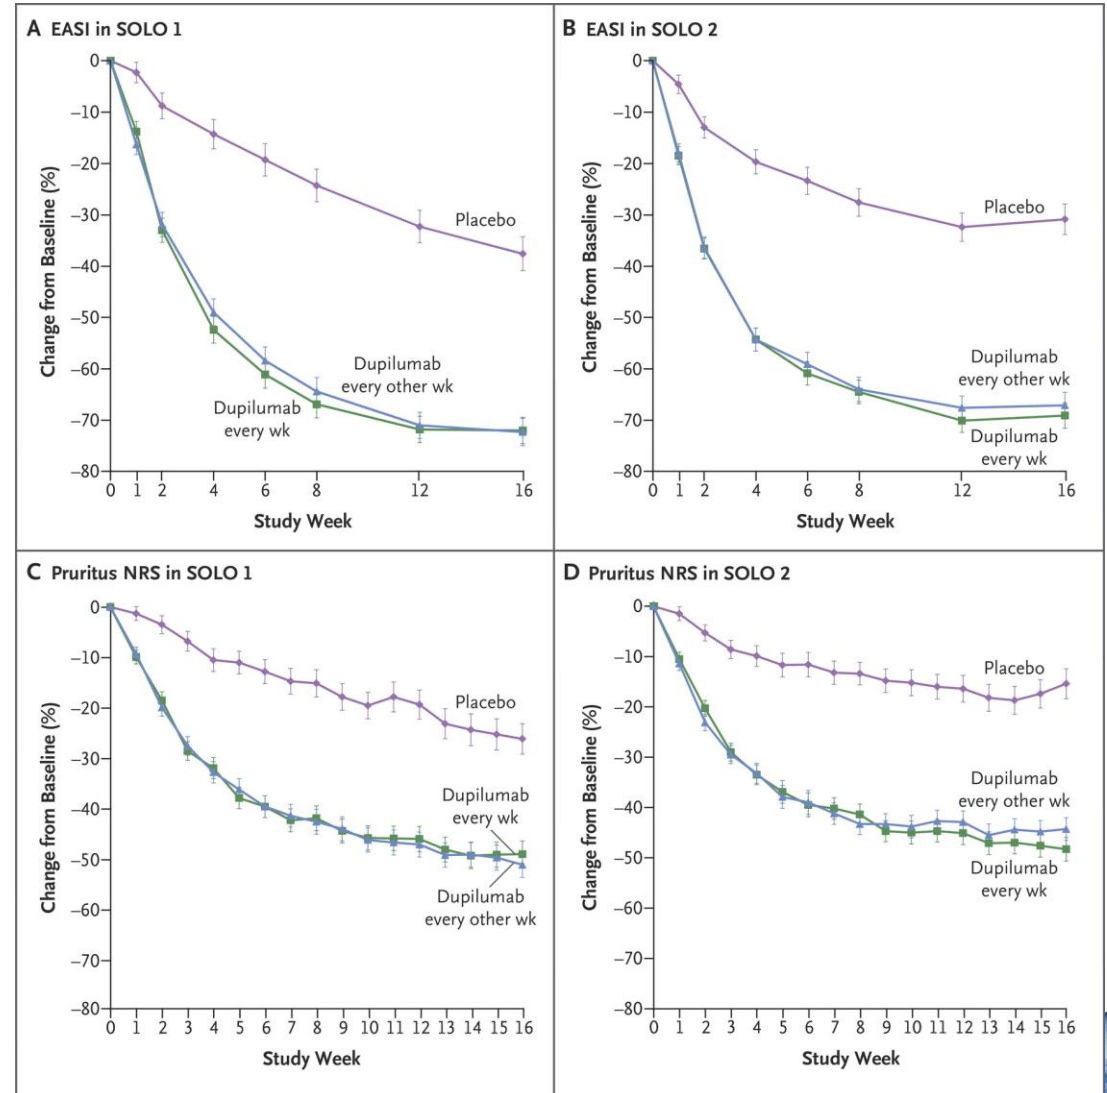 A EASI in SOLO 1
Change from Baseline (%)
0
−10
−20
−30
−40
−50
−60
−70
−80
Placebo
Dupilumab
every other wk
Dupilumab
every wk
0 1 2 4 6 8 12 16
Study Week
B EASI in SOLO 2
Change from Baseline (%)
0
−10
−20
−30
−40
−50
−60
−70
−80
Placebo
Dupilumab
every other wk
Dupilumab
every wk
0 1 2 4 6 8 12 16
Study Week
C Pruritus NRS in SOLO 1
Change from Baseline (%)
0
−10
−20
−30
−40
−50
−60
−70
−80
Placebo
Dupilumab
every wk
Dupilumab
every other wk
0 1 2 3 4 5 6 7 8 9 10 11 12 13 14 15 16
Study Week
D Pruritus NRS in SOLO 2
Change from Baseline (%)
0
−10
−20
−30
−40
−50
−60
−70
−80
Placebo
Dupilumab
every other wk
Dupilumab
every wk
0 1 2 3 4 5 6 7 8 9 10 11 12 13 14 15 16
Study Week